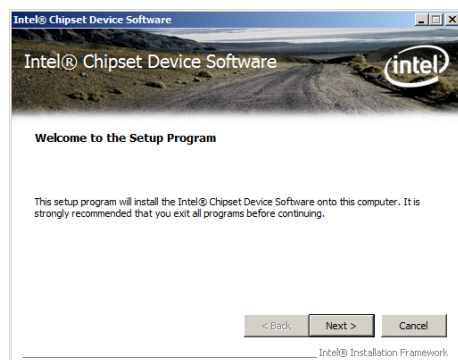 Intel® Chipset Device Software
Intel® Chipset Device Software
intel
Welcome to the Setup Program
This setup program will install the Intel® Chipset Device Software onto this computer. It is
strongly recommended that you exit all programs before continuing.
< Back
Next >
Cancel
Intel® Installation Framework